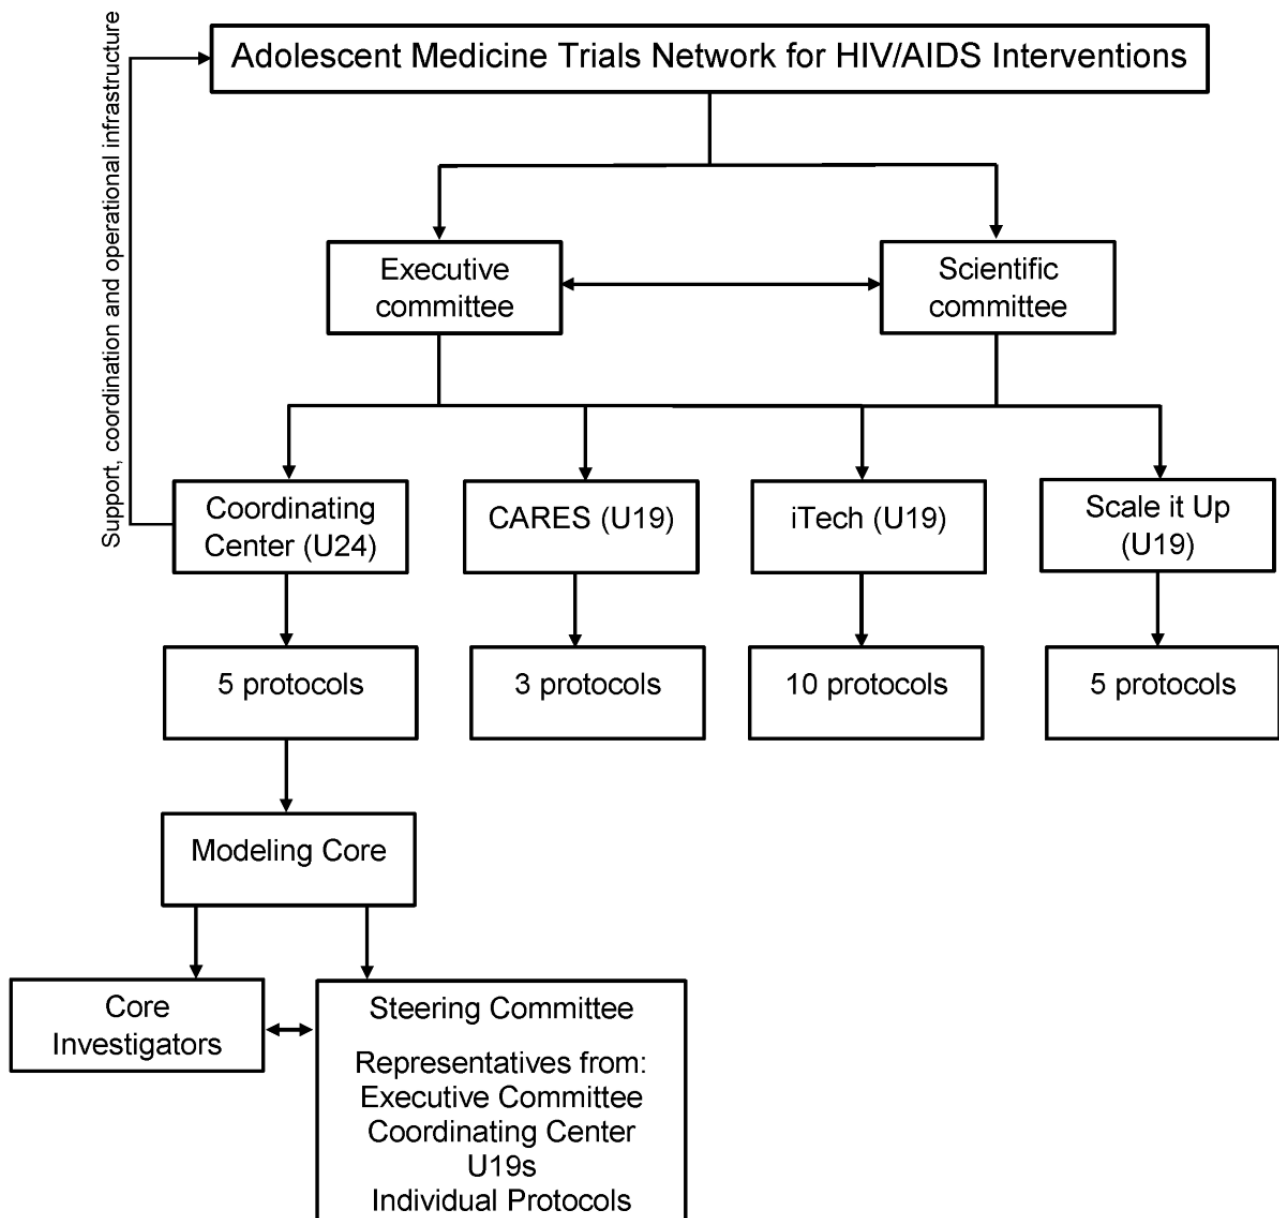 Adolescent Medicine Trials Network for HIV/AIDS Interventions
Support, coordination and operational infrastructure
Executive
committee
Scientific
committee
Coordinating
Center (U24)
CARES (U19)
iTech (U19)
Scale it Up
(U19)
5 protocols
3 protocols
10 protocols
5 protocols
Modeling Core
Core
Investigators
Steering Committee
Representatives from:
Executive Committee
Coordinating Center
U19s
Individual Protocols